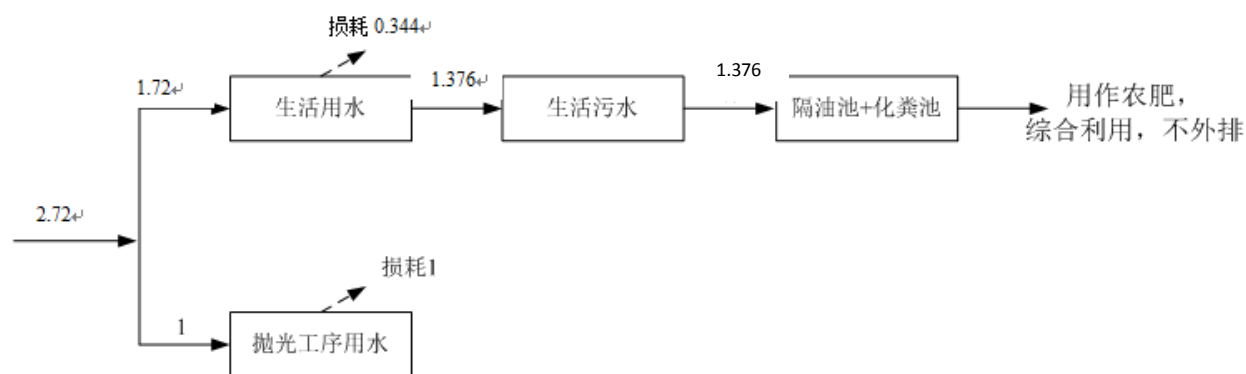 损耗 0.344↵
1.72↵
1.376↵
1.376
生活用水
生活污水
隔油池+化粪池
用作农肥，
综合利用，不外排
2.72↵
损耗1
1
抛光工序用水